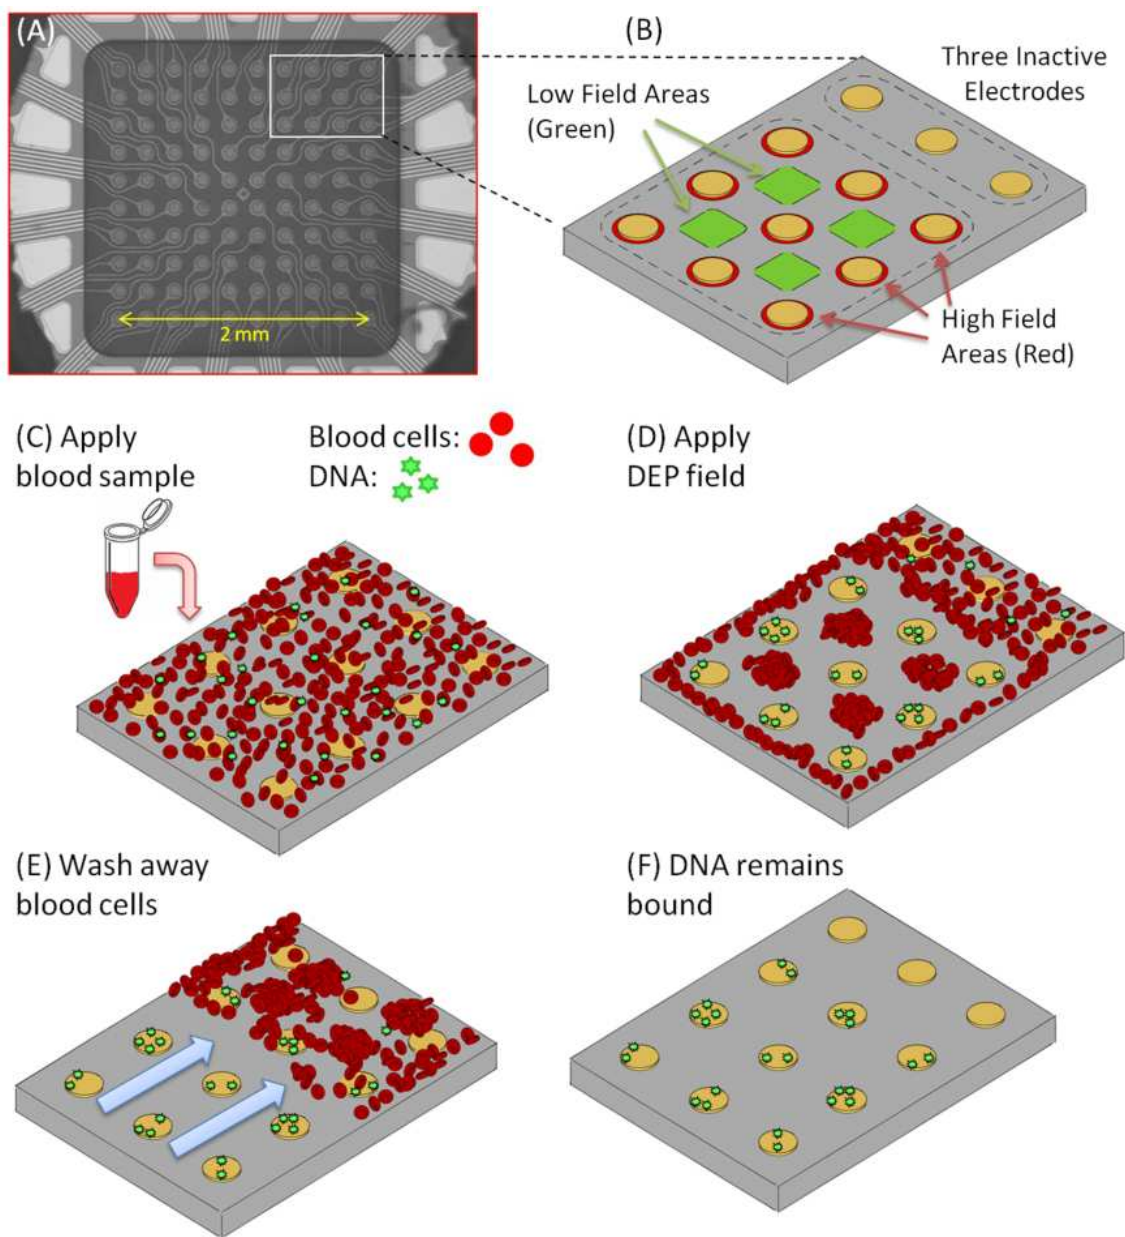 (A)
2 mm
(B)
Three Inactive
Electrodes
Low Field Areas
(Green)
High Field
Areas (Red)
(C) Apply
blood sample
Blood cells:
DNA:
(D) Apply
DEP field
(E) Wash away
blood cells
(F) DNA remains
bound